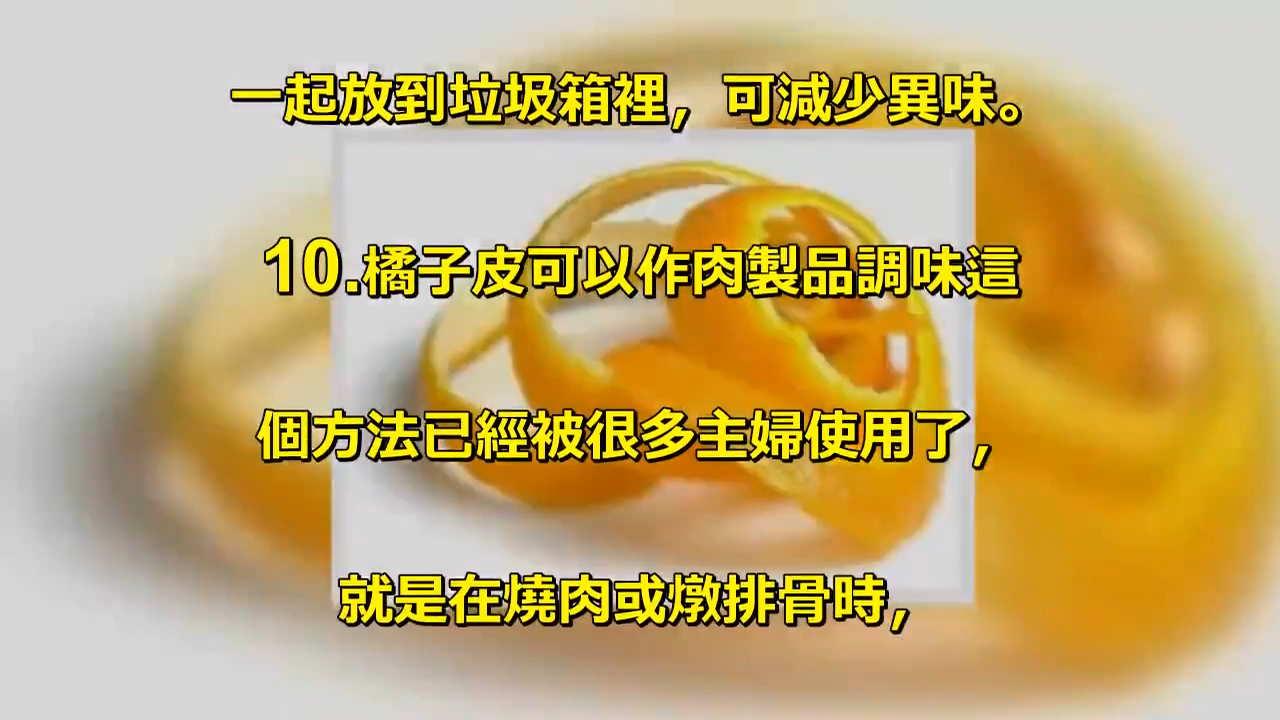 一起放到垃圾箱裡，可減少異味。
10.橘子皮可以作肉製品調味這
個方法已經被很多主婦使用了，
就是在燒肉或燉排骨時，